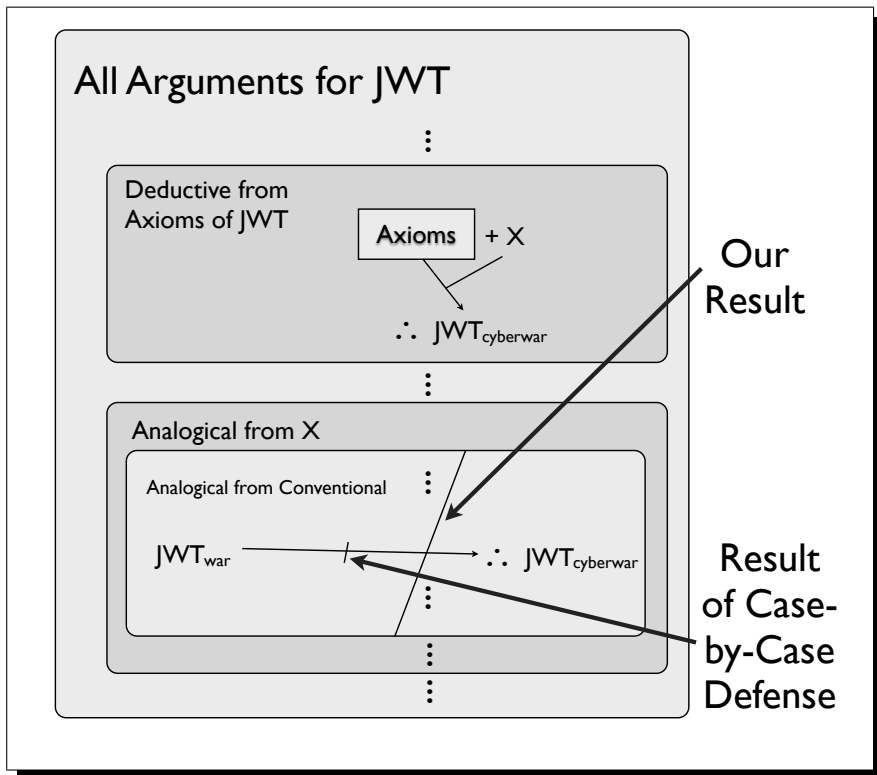 All Arguments for JWT
Deductive from
Axioms of JWT
Axioms + X
∴ JWTcyberwar
Our
Result
Analogical from X
Analogical from Conventional
JWTwar
∴ JWTcyberwar
Result
of Case-
by-Case
Defense